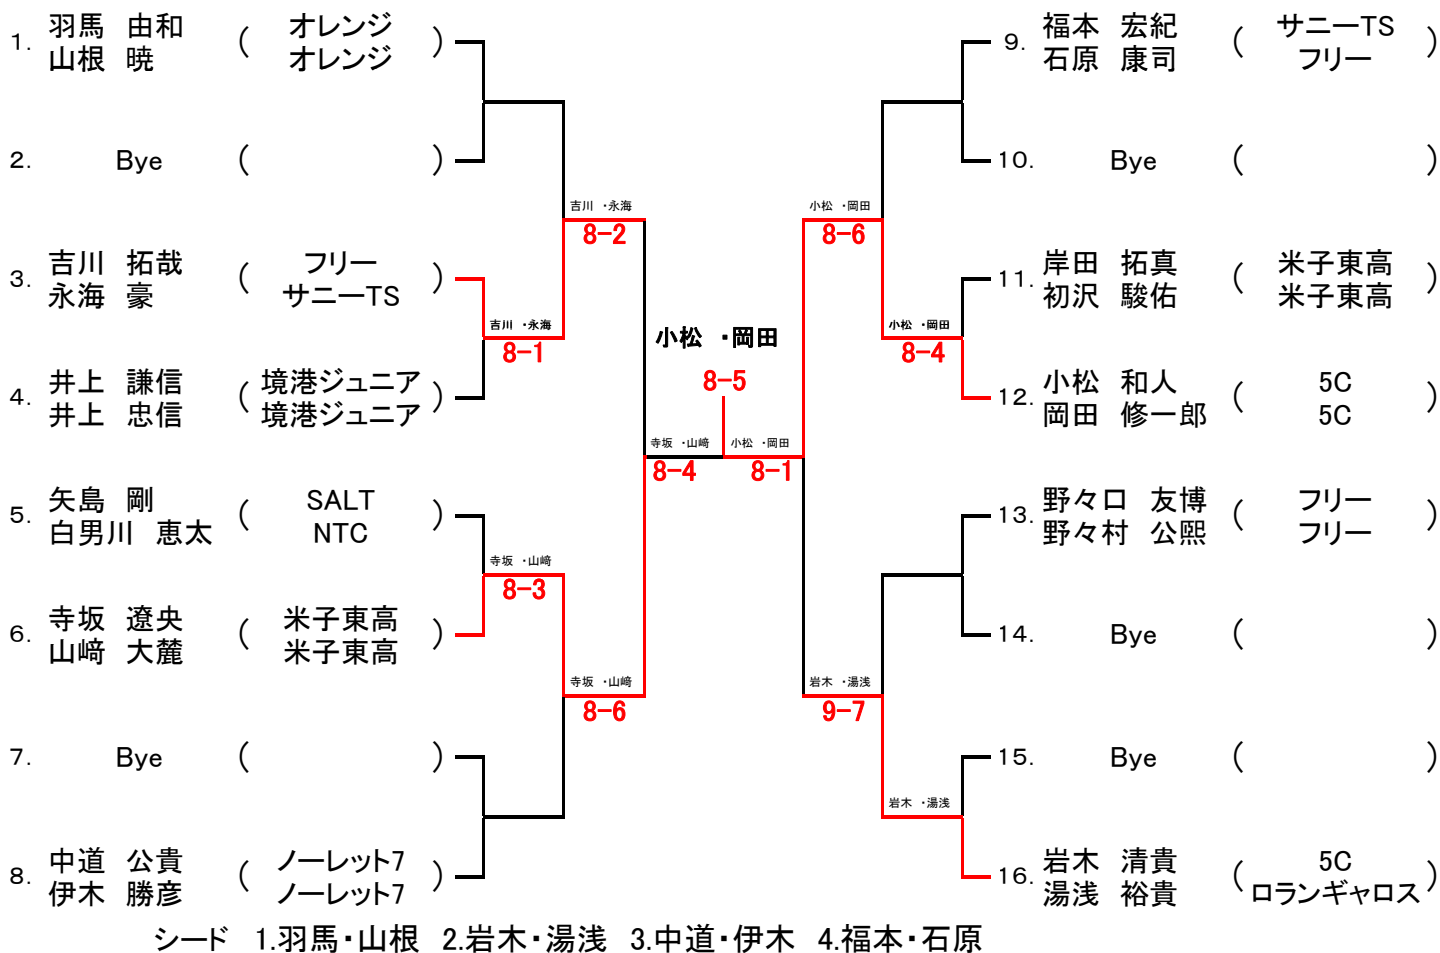 1. 羽馬 由和 ( オレンジ )
山根 暁 オレンジ
2. Bye ( )
3. 吉川 拓哉 ( フリー )
永海 豪 サニーTS
4. 井上 謙信 ( 境港ジュニア )
井上 忠信 境港ジュニア
5. 矢島 剛 ( SALT )
白男川 恵太 NTC
6. 寺坂 遼央 ( 米子東高 )
山﨑 大麓 米子東高
7. Bye ( )
8. 中道 公貴 ( ノーレット7 )
伊木 勝彦 ノーレット7
吉川 ・永海
8-2
吉川 ・永海
8-1
寺坂 ・山﨑
8-3
寺坂 ・山﨑
8-6
寺坂 ・山﨑
8-4
小松 ・岡田
8-5
小松 ・岡田
8-1
小松 ・岡田
8-6
小松 ・岡田
8-4
岩木 ・湯浅
9-7
岩木 ・湯浅
9. 福本 宏紀 ( サニーTS )
石原 康司 フリー
10. Bye ( )
11. 岸田 拓真 ( 米子東高 )
初沢 駿佑 米子東高
12. 小松 和人 ( 5C )
岡田 修一郎 5C
13. 野々口 友博 ( フリー )
野々村 公熙 フリー
14. Bye ( )
15. Bye ( )
16. 岩木 清貴 ( 5C )
湯浅 裕貴 ロランギャロス
シード 1.羽馬・山根 2.岩木・湯浅 3.中道・伊木 4.福本・石原